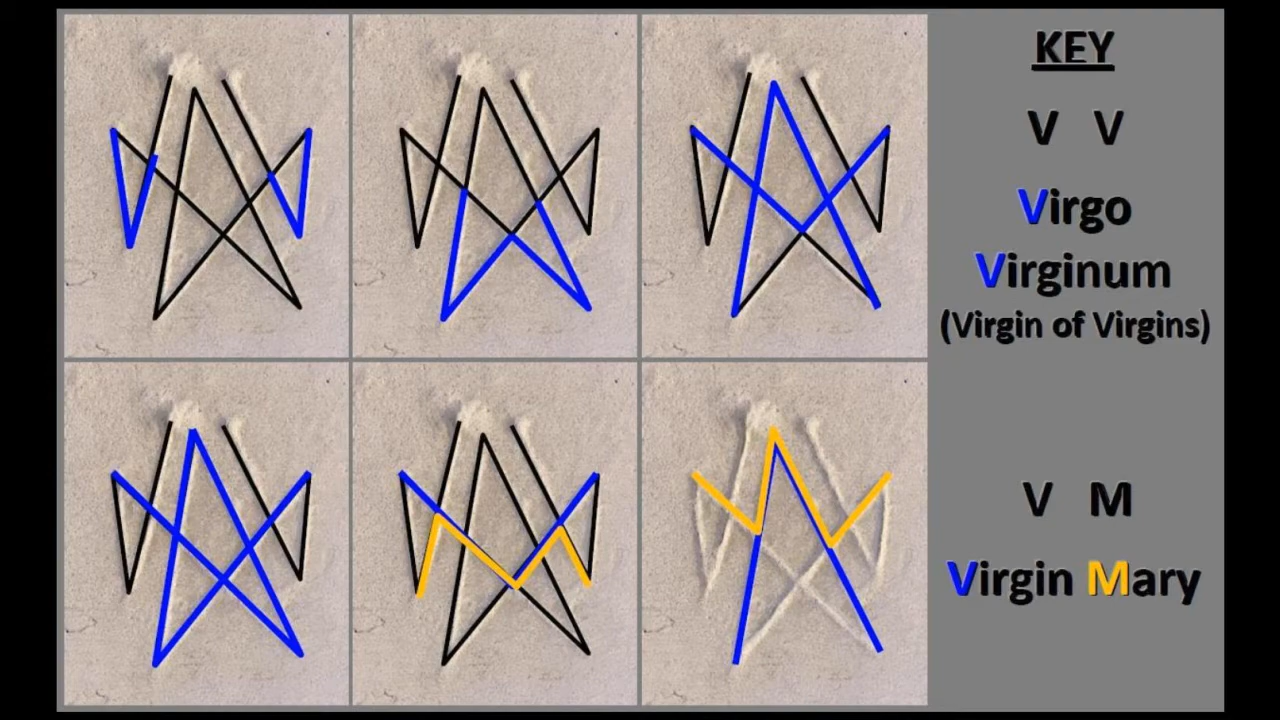 KEY
V V
Virgo
Virginum
(Virgin of Virgins)
V M
Virgin Mary